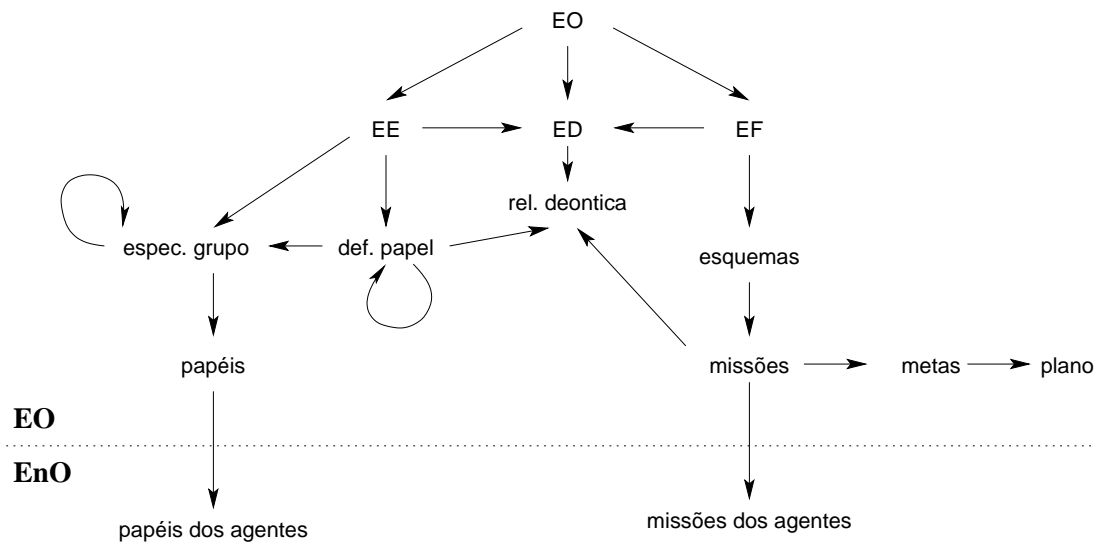 EO
EE
ED
EF
rel. deontica
espec. grupo
def. papel
esquemas
papéis
missões
metas
plano
EO
EnO
papéis dos agentes
missões dos agentes